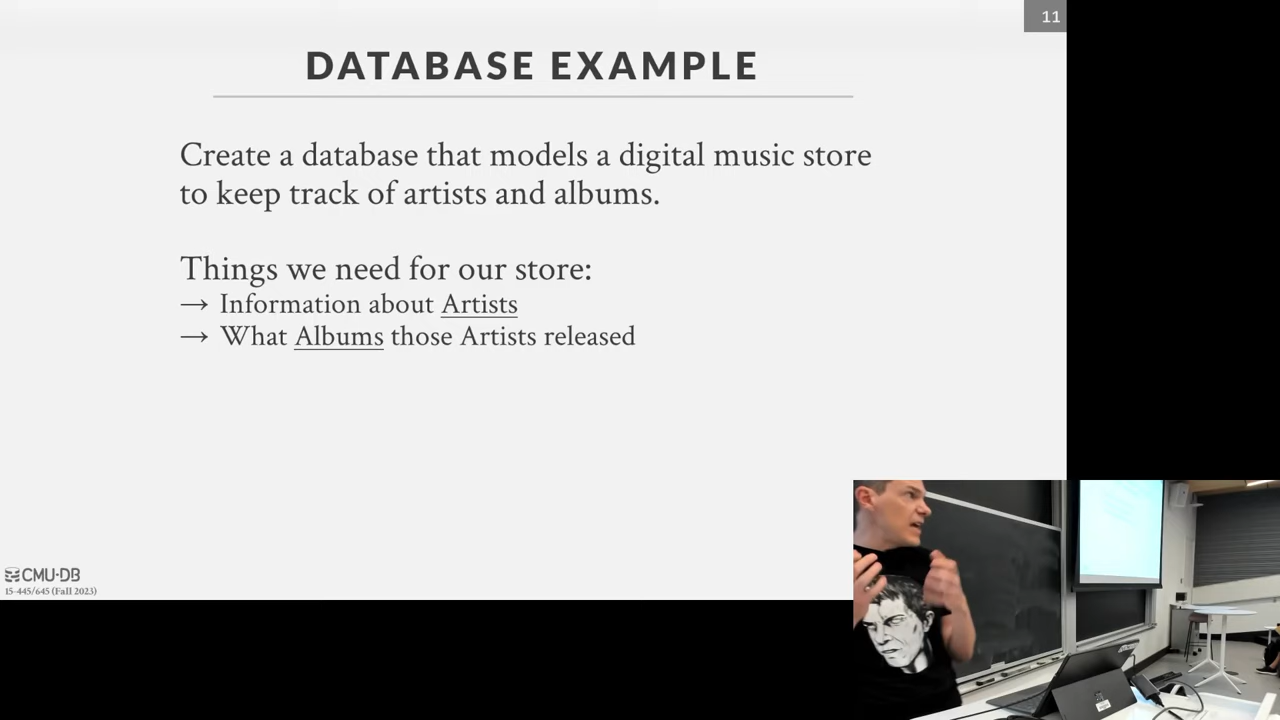 11
DATABASE EXAMPLE
Create a database that models a digital music store
to keep track of artists and albums.
Things we need for our store:
→ Information about Artists
→ What Albums those Artists released
CMU·DB
15-445/645 (Fall 2023)